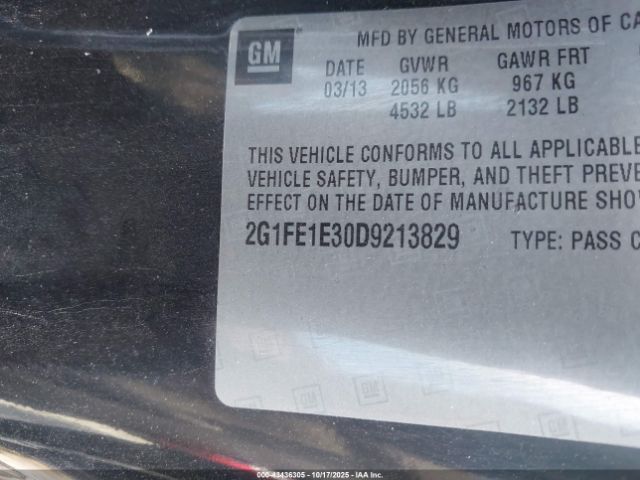 GM
MFD BY GENERAL MOTORS OF CA
DATE GVWR GAWR FRT
03/13 2056 KG 967 KG
4532 LB 2132 LB
THIS VEHICLE CONFORMS TO ALL APPLICABLE
VEHICLE SAFETY, BUMPER, AND THEFT PREVE
EFFECT ON THE DATE OF MANUFACTURE SHO
2G1FE1E30D9213829 TYPE: PASS C
GM
000-43436305 - 10/17/2025 - IAA Inc.